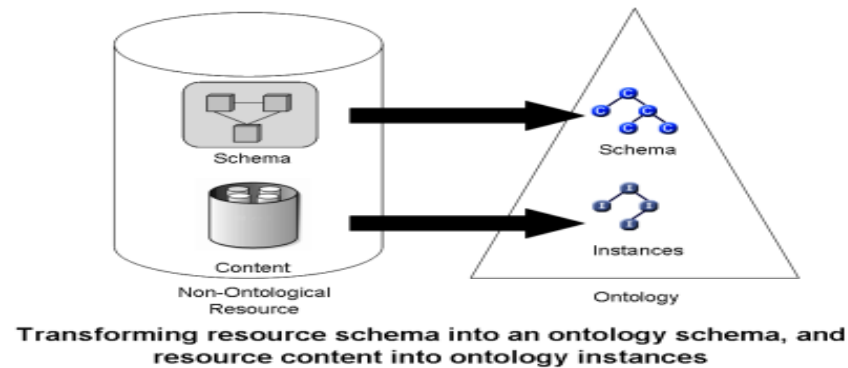 Schema
C
C C
C C
Schema
I
I I
I
Content
Instances
Non-Ontological
Resource
Ontology
Transforming resource schema into an ontology schema, and
resource content into ontology instances